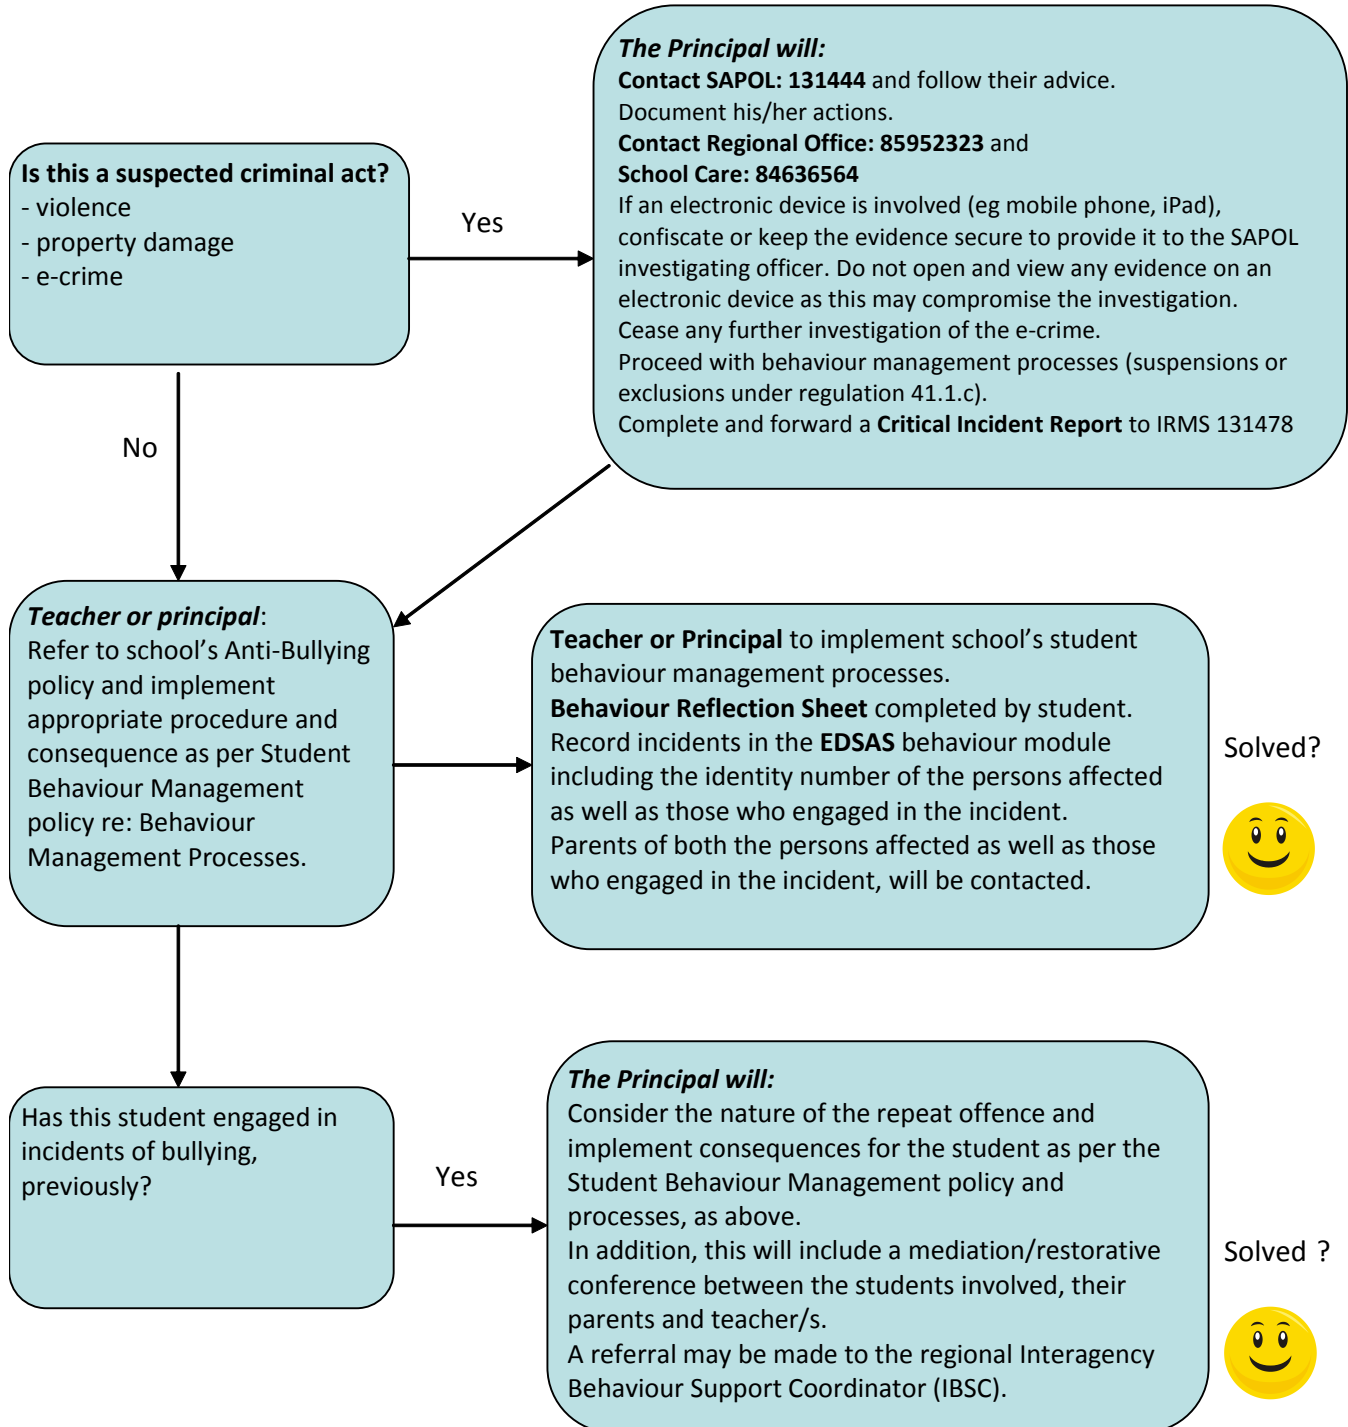 Is this a suspected criminal act?
- violence
- property damage
- e-crime
Yes
The Principal will:
Contact SAPOL: 131444 and follow their advice.
Document his/her actions.
Contact Regional Office: 85952323 and
School Care: 84636564
If an electronic device is involved (eg mobile phone, iPad),
confiscate or keep the evidence secure to provide it to the SAPOL
investigating officer. Do not open and view any evidence on an
electronic device as this may compromise the investigation.
Cease any further investigation of the e-crime.
Proceed with behaviour management processes (suspensions or
exclusions under regulation 41.1.c).
Complete and forward a Critical Incident Report to IRMS 131478
No
Teacher or principal:
Refer to school's Anti-Bullying
policy and implement
appropriate procedure and
consequence as per Student
Behaviour Management
policy re: Behaviour
Management Processes.
Teacher or Principal to implement school's student
behaviour management processes.
Behaviour Reflection Sheet completed by student.
Record incidents in the EDSAS behaviour module
including the identity number of the persons affected
as well as those who engaged in the incident.
Parents of both the persons affected as well as those
who engaged in the incident, will be contacted.
Solved?
Has this student engaged in
incidents of bullying,
previously?
Yes
The Principal will:
Consider the nature of the repeat offence and
implement consequences for the student as per the
Student Behaviour Management policy and
processes, as above.
In addition, this will include a mediation/restorative
conference between the students involved, their
parents and teacher/s.
A referral may be made to the regional Interagency
Behaviour Support Coordinator (IBSC).
Solved ?